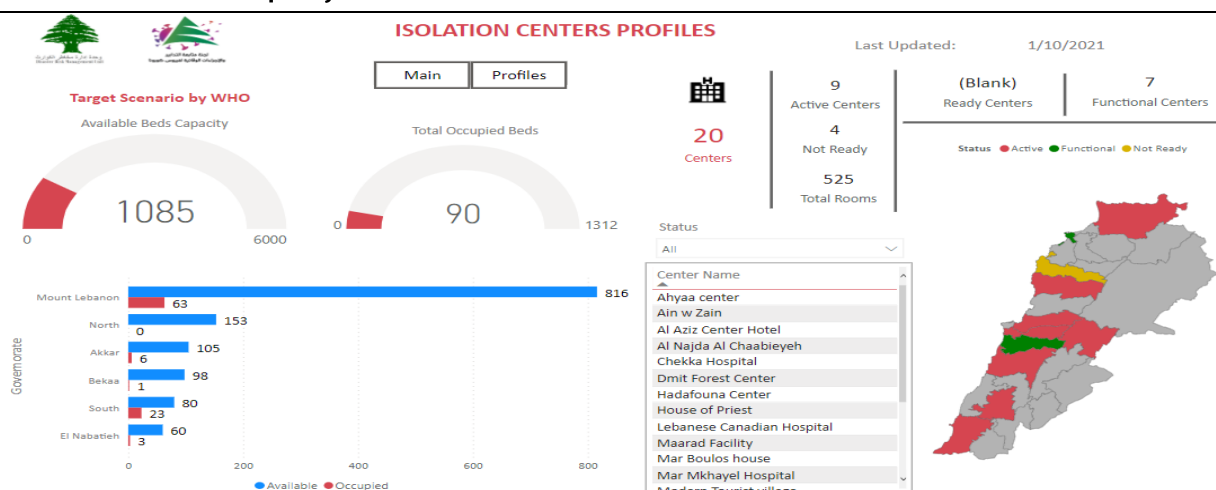 ISOLATION CENTERS PROFILES
Last Updated: 1/10/2021
Main
Profiles
Target Scenario by WHO
Available Beds Capacity
1085
0
6000
Total Occupied Beds
90
0
1312
20
Centers
9
Active Centers
4
Not Ready
525
Total Rooms
(Blank)
Ready Centers
7
Functional Centers
Status Active Functional Not Ready
Status
All
Center Name
Ahyaa center
Ain w Zain
Al Aziz Center Hotel
Al Najda Al Chaabieyeh
Chekka Hospital
Dmit Forest Center
Hadafouna Center
House of Priest
Lebanese Canadian Hospital
Maarad Facility
Mar Boulos house
Mar Mkhayel Hospital
Governorate
Mount Lebanon 816
63
North 153
0
Akkar 105
6
Bekaa 98
1
South 80
23
El Nabatieh 60
3
0 200 400 600 800
Available Occupied